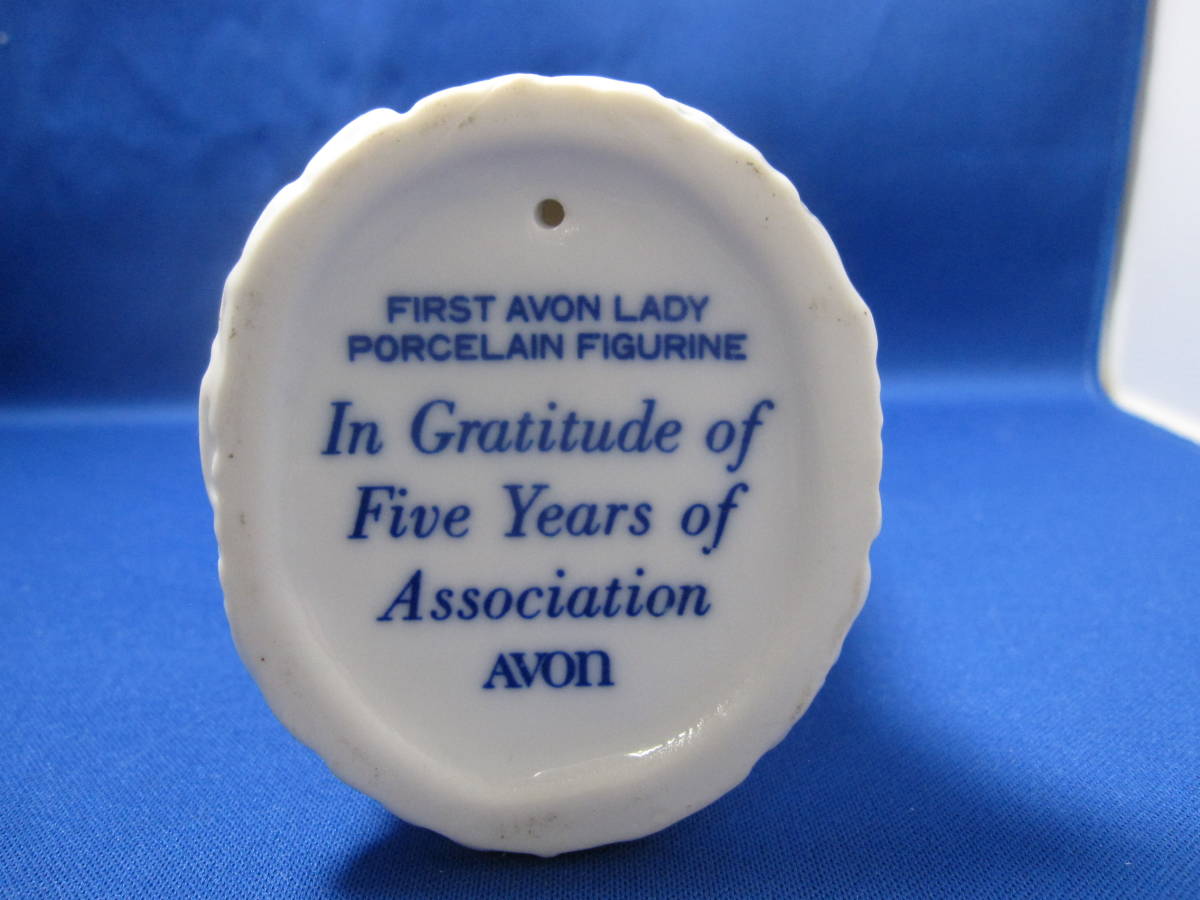 FIRST AVON LADY
PORCELAIN FIGURINE
In Gratitude of
Five Years of
Association
AVON